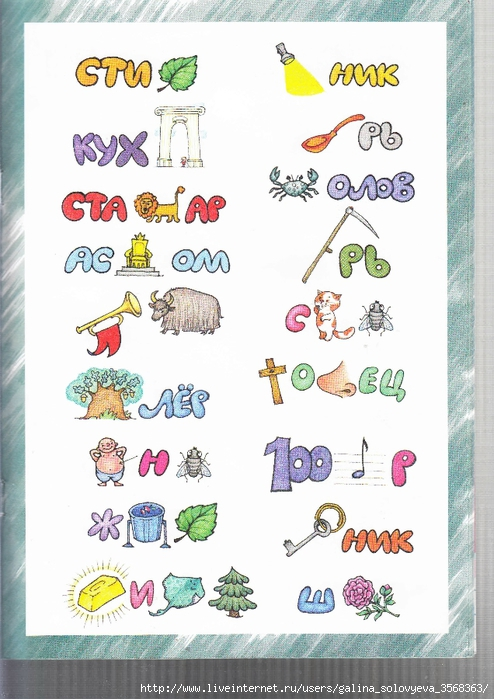 СТИ
НИК
КУХ
РЬ
СТА АР
ОЛОВ
АС ОМ
РЬ
С
О ЕЦ
ЛЁР
Н
100 Р
Ж
НИК
И
Ш
http://www.liveinternet.ru/users/galina_solovyeva_3568363/